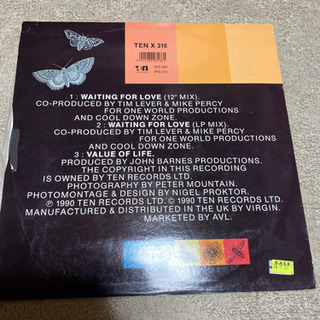 TEN X 318
1 : WAITING FOR LOVE (12" MIX).
CO-PRODUCED BY TIM LEVER & MIKE PERCY
FOR ONE WORLD PRODUCTIONS
AND COOL DOWN ZONE.
2 : WAITING FOR LOVE (LP MIX).
CO-PRODUCED BY TIM LEVER & MIKE PERCY
FOR ONE WORLD PRODUCTIONS
AND COOL DOWN ZONE.
3 : VALUE OF LIFE.
PRODUCED BY JOHN BARNES PRODUCTIONS.
THE COPYRIGHT IN THIS RECORDING
IS OWNED BY TEN RECORDS LTD.
PHOTOGRAPHY BY PETER MOUNTAIN.
PHOTOMONTAGE & DESIGN BY NIGEL PROKTOR.
℗ 1990 TEN RECORDS LTD. © 1990 TEN RECORDS LTD.
MANUFACTURED & DISTRIBUTED IN THE UK BY VIRGIN.
MARKETED BY AVL.